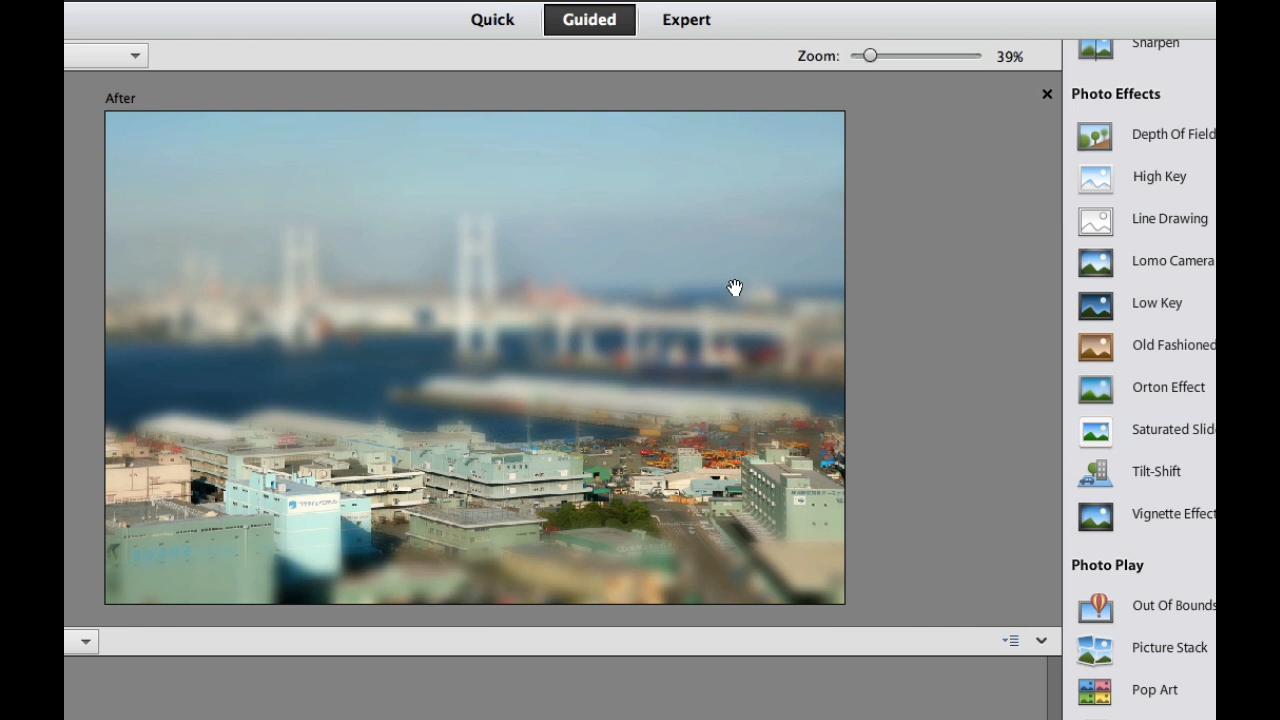 Quick Guided Expert
Zoom: 39%
Sharpen
After
Photo Effects
Depth Of Field
High Key
Line Drawing
Lomo Camera
Low Key
Old Fashioned
Orton Effect
Saturated Slid
Tilt-Shift
Vignette Effect
Photo Play
Out Of Bounds
Picture Stack
Pop Art